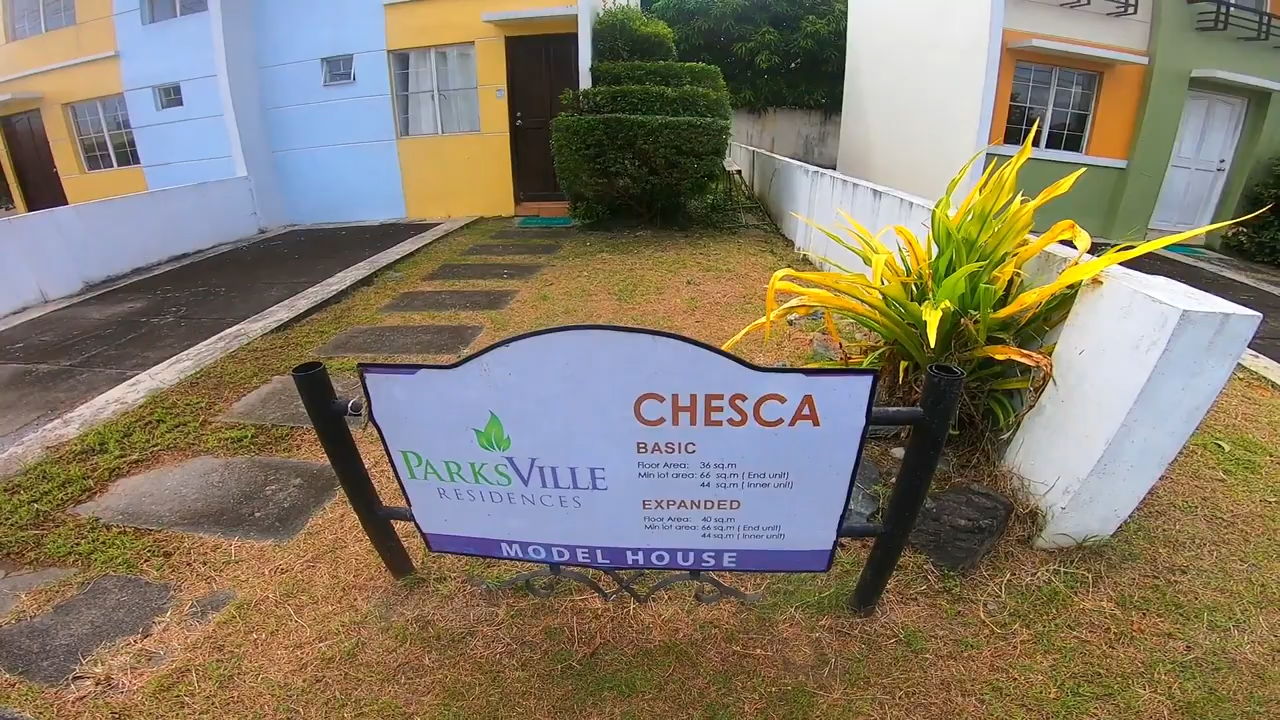 PARKSVILLE
RESIDENCES
CHESCA
BASIC
Floor Area: 36 sq.m
Min lot area: 66 sq.m ( End unit)
44 sq.m ( Inner unit)
EXPANDED
Floor Area: 40 sq.m
Min lot area: 66 sq.m ( End unit)
44 sq.m ( Inner unit)
MODEL HOUSE